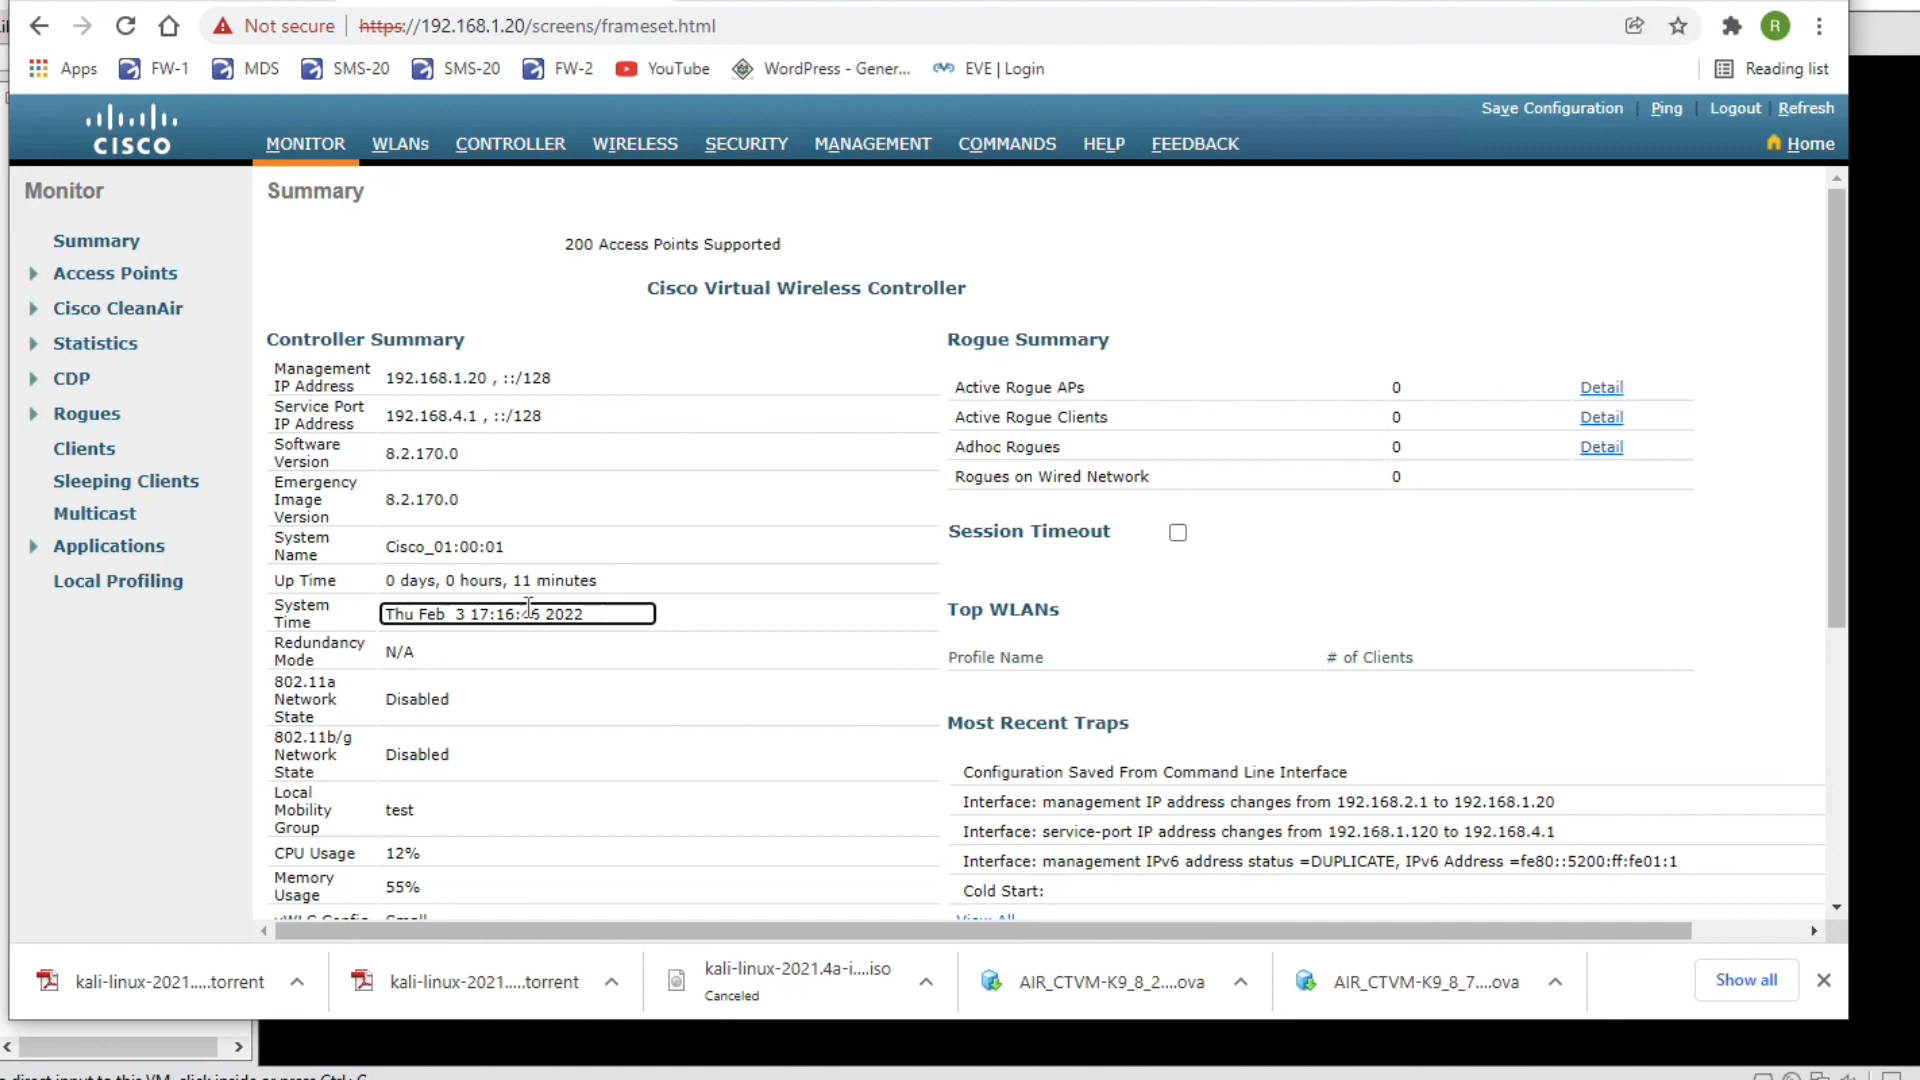 Not secure | https://192.168.1.20/screens/frameset.html
R
Apps FW-1 MDS SMS-20 SMS-20 FW-2 YouTube WordPress - Gener... EVE | Login Reading list
Save Configuration Ping Logout Refresh
CISCO MONITOR WLANs CONTROLLER WIRELESS SECURITY MANAGEMENT COMMANDS HELP FEEDBACK Home
Monitor
Summary
Access Points
Cisco CleanAir
Statistics
CDP
Rogues
Clients
Sleeping Clients
Multicast
Applications
Local Profiling
Summary
200 Access Points Supported
Cisco Virtual Wireless Controller
Controller Summary
Management IP Address 192.168.1.20 , ::/128
Service Port IP Address 192.168.4.1 , ::/128
Software Version 8.2.170.0
Emergency Image Version 8.2.170.0
System Name Cisco_01:00:01
Up Time 0 days, 0 hours, 11 minutes
System Time Thu Feb 3 2022
Redundancy Mode N/A
802.11a Network State Disabled
802.11b/g Network State Disabled
Local Mobility Group test
CPU Usage 12%
Memory Usage 55%
Rogue Summary
Active Rogue APs 0 Detail
Active Rogue Clients 0 Detail
Adhoc Rogues 0 Detail
Rogues on Wired Network 0
Session Timeout
Top WLANs
Profile Name # of Clients
Most Recent Traps
Configuration Saved From Command Line Interface
Interface: management IP address changes from 192.168.2.1 to 192.168.1.20
Interface: service-port IP address changes from 192.168.1.120 to 192.168.4.1
Interface: management IPv6 address status =DUPLICATE, IPv6 Address =fe80::5200:ff:fe01:1
Cold Start:
View All
kali-linux-2021.....torrent
kali-linux-2021.....torrent
kali-linux-2021.4a-i....iso
Canceled
AIR_CTVM-K9_8_2....ova
AIR_CTVM-K9_8_7....ova
Show all